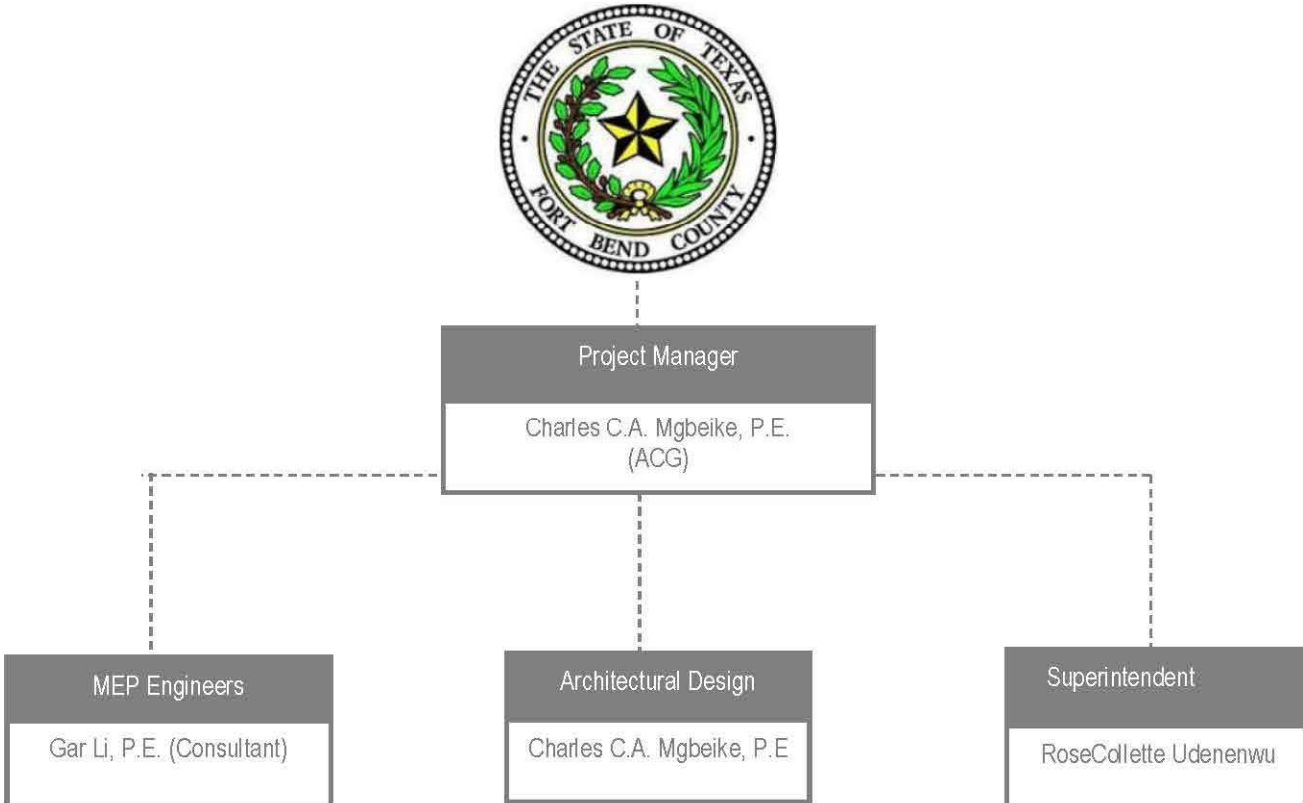 THE STATE OF TEXAS
FORT BEND COUNTY
Project Manager
Charles C.A. Mgbeike, P.E.
(ACG)
MEP Engineers
Gar Li, P.E. (Consultant)
Architectural Design
Charles C.A. Mgbeike, P.E
Superintendent
RoseCollette Udenenwu